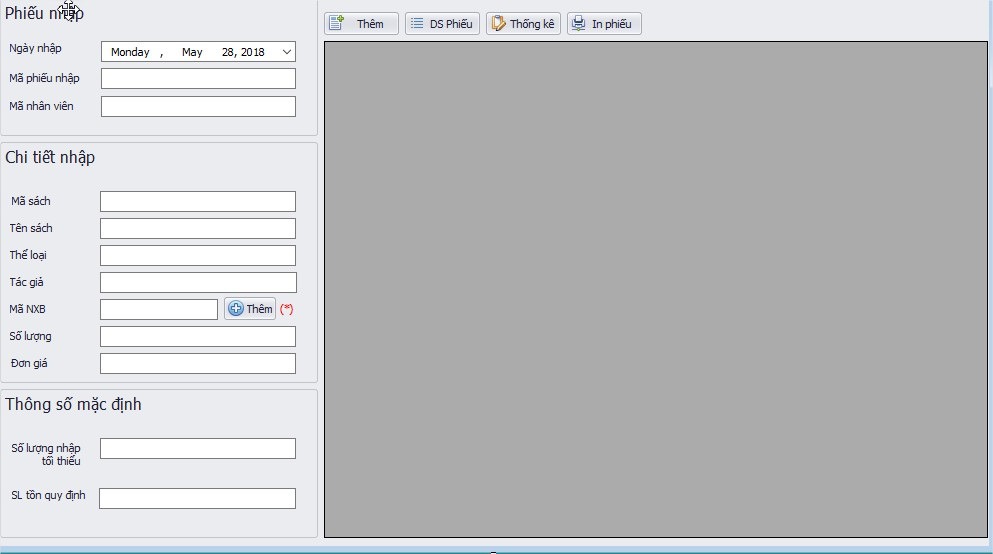 Phiếu nhập
Ngày nhập
Monday , May 28, 2018
Mã phiếu nhập
Mã nhân viên
Chi tiết nhập
Mã sách
Tên sách
Thể loại
Tác giả
Mã NXB
Thêm
(*)
Số lượng
Đơn giá
Thông số mặc định
Số lượng nhập
tối thiểu
SL tồn quy định
Thêm
DS Phiếu
Thống kê
In phiếu